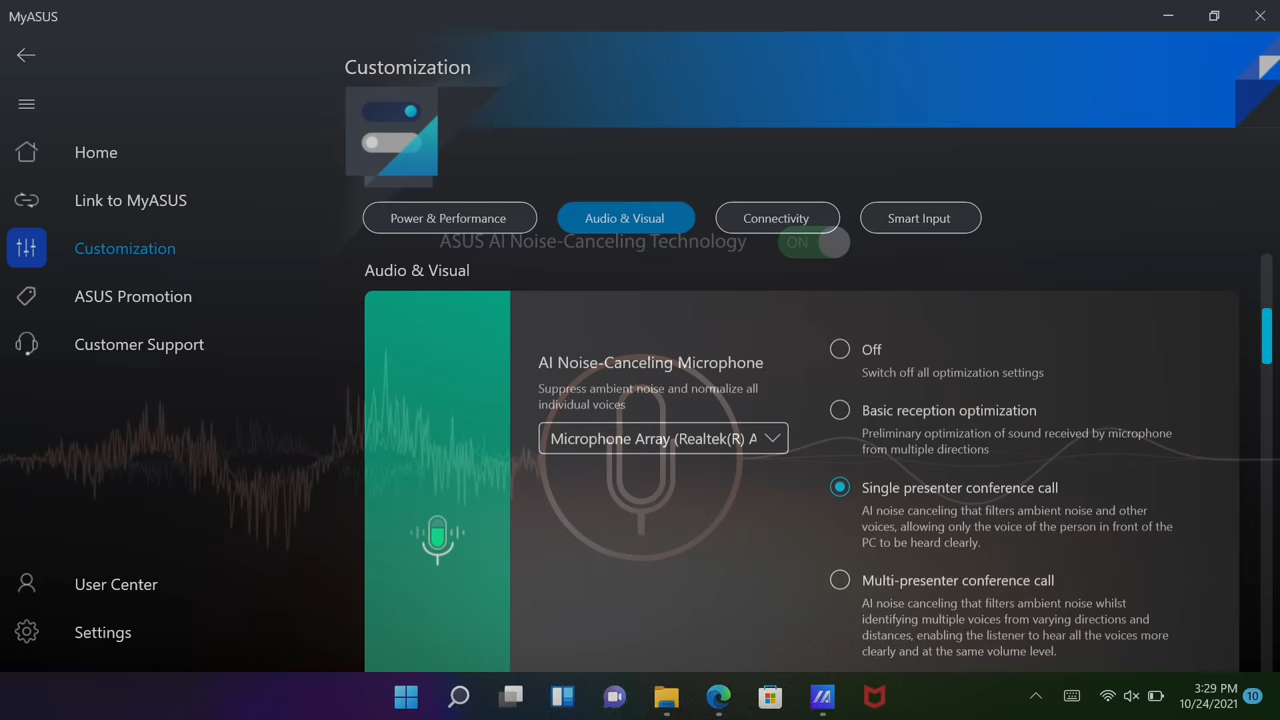 MyASUS
Customization
Home
Link to MyASUS
Customization
ASUS Promotion
Customer Support
User Center
Settings
Power & Performance
Audio & Visual
Connectivity
Smart Input
ASUS AI Noise-Canceling Technology
ON
Audio & Visual
AI Noise-Canceling Microphone
Suppress ambient noise and normalize all
individual voices
Microphone Array (Realtek(R) A
Off
Switch off all optimization settings
Basic reception optimization
Preliminary optimization of sound received by microphone
from multiple directions
Single presenter conference call
AI noise canceling that filters ambient noise and other
voices, allowing only the voice of the person in front of the
PC to be heard clearly.
Multi-presenter conference call
AI noise canceling that filters ambient noise whilst
identifying multiple voices from varying directions and
distances, enabling the listener to hear all the voices more
clearly and at the same volume level.
3:29 PM
10/24/2021
10